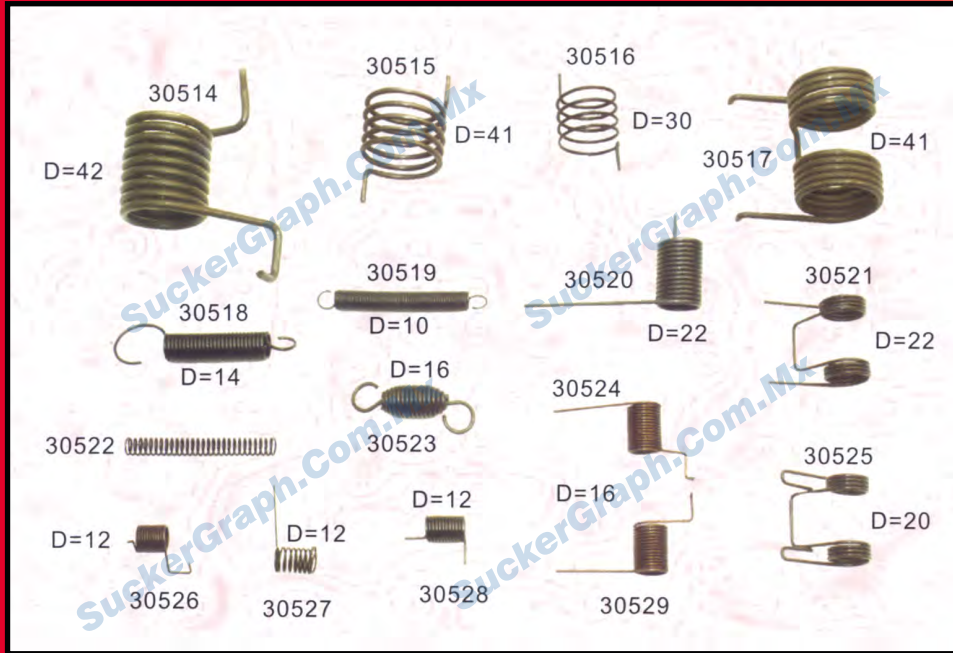 30514
D=42
30515
D=41
30516
D=30
30517
D=41
30518
D=14
30519
D=10
30520
D=22
30521
D=22
30522
D=16
30523
30524
D=16
30525
D=20
D=12
30526
D=12
30527
D=12
30528
30529
SuckerGraph.Com.Mx
SuckerGraph.Com.Mx
SuckerGraph.Com.Mx
SuckerGraph.Com.Mx